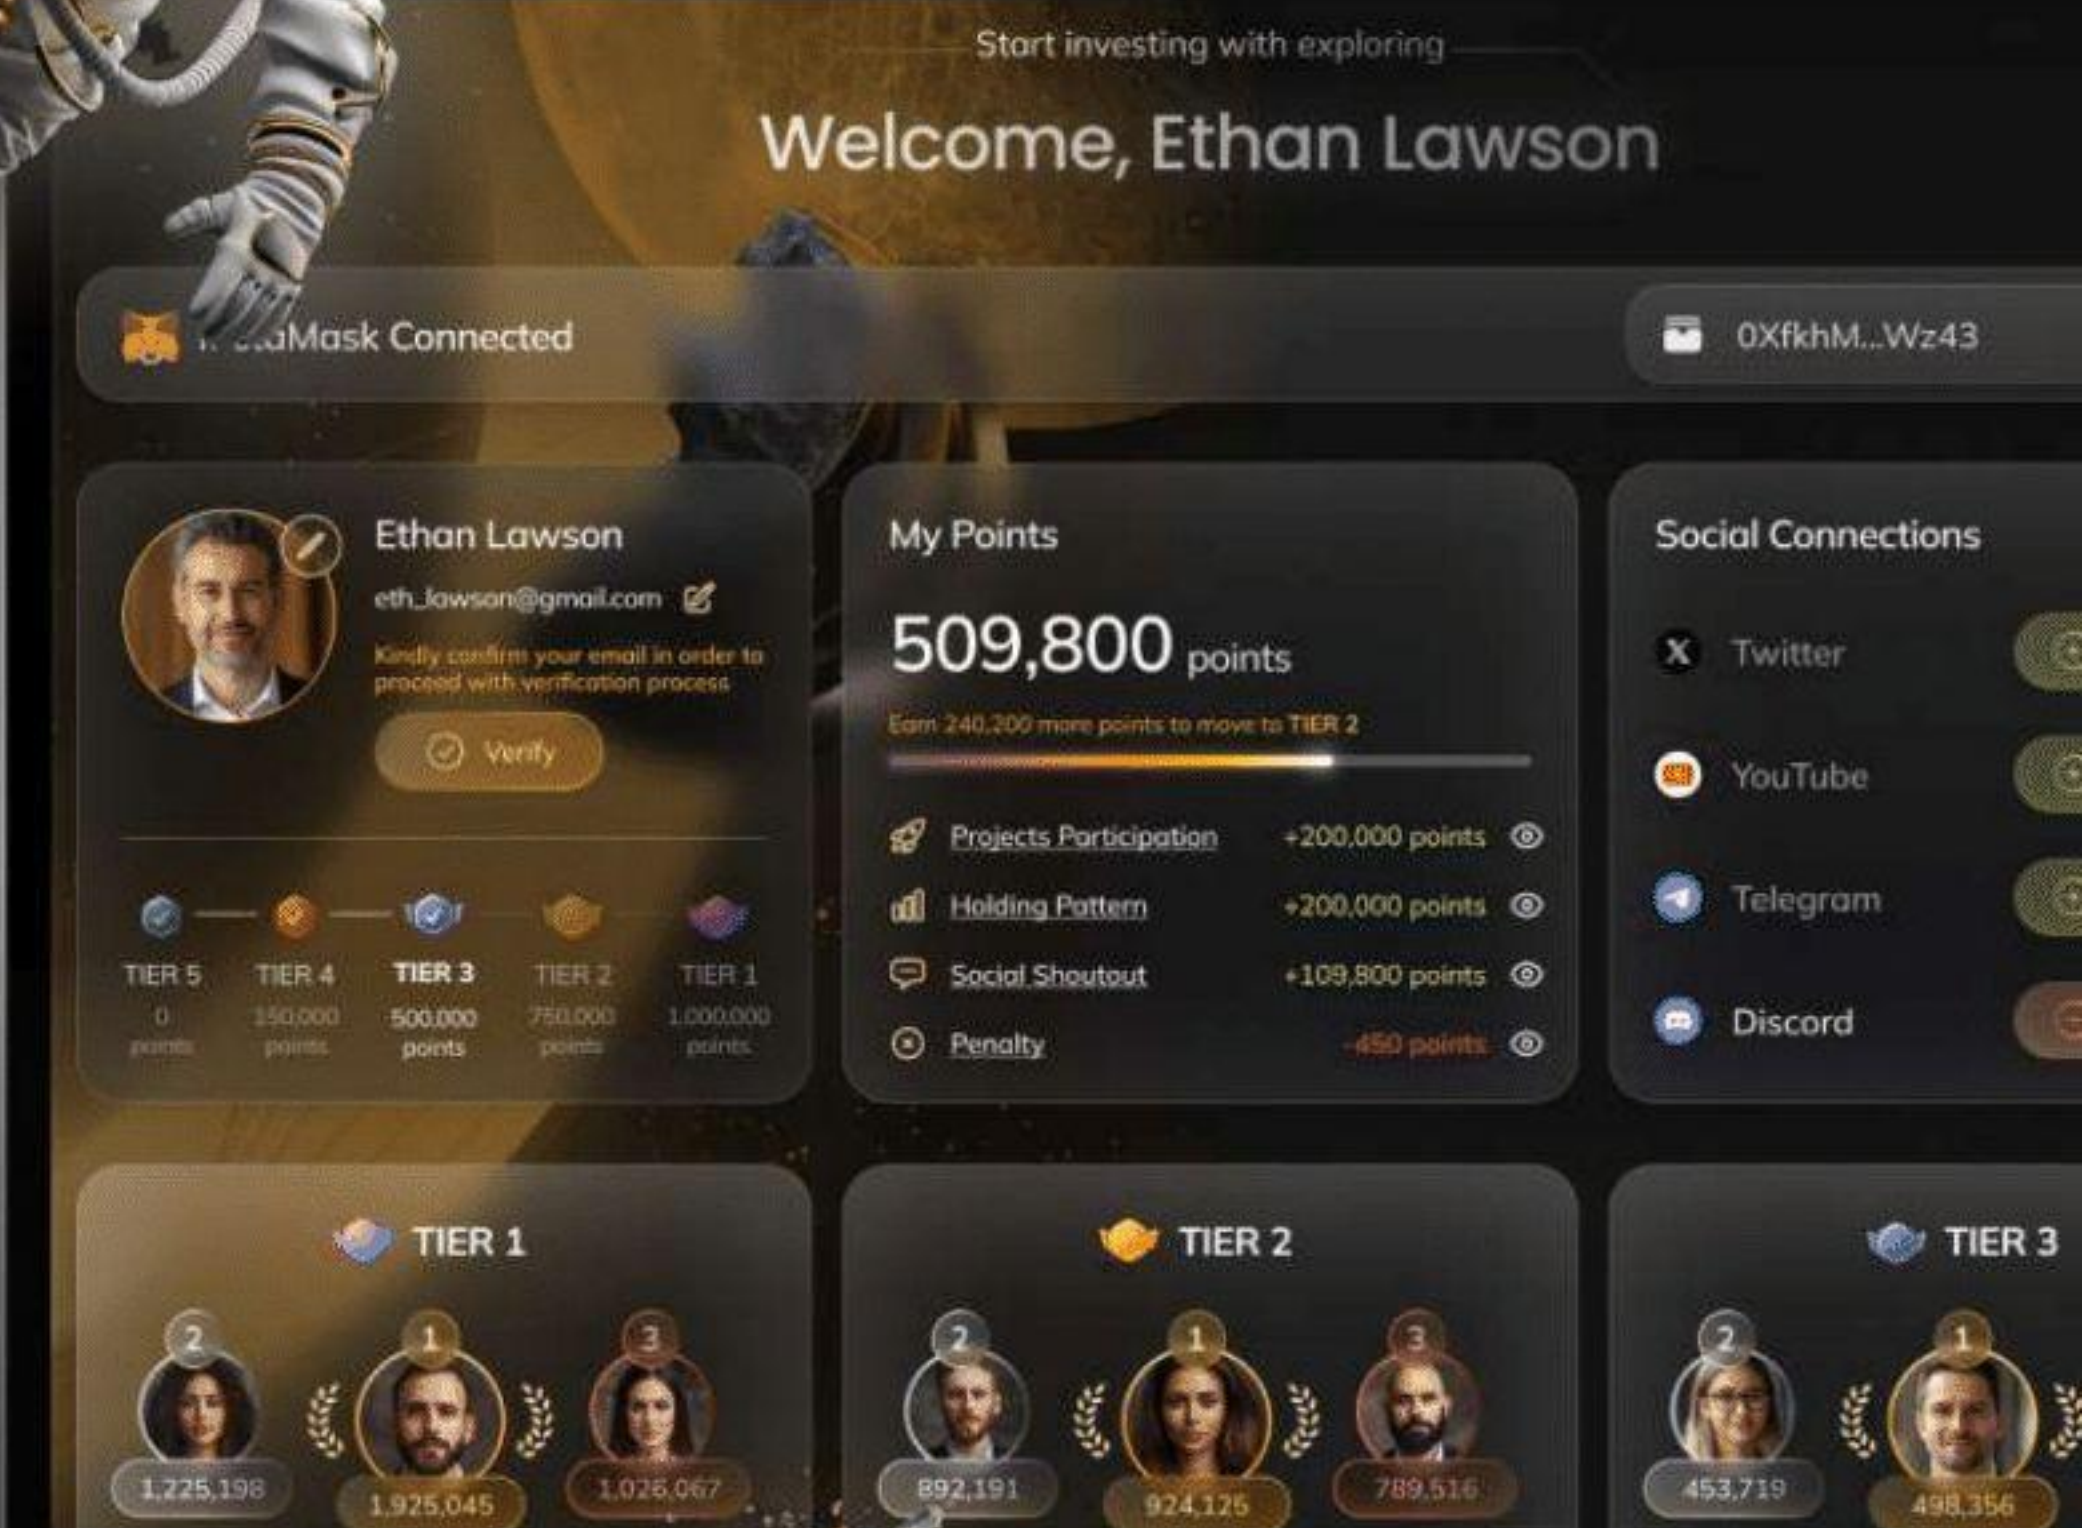 Start investing with exploring
Welcome, Ethan Lawson
MetaMask Connected
0XfkhM...Wz43
Ethan Lawson
eth_lawson@gmail.com
Kindly confirm your email in order to
proceed with verification process
Verify
TIER 5
TIER 4
TIER 3
TIER 2
TIER 1
0
150,000
500,000
750,000
1,000,000
points
points
points
points
points
My Points
509,800 points
Earn 240,200 more points to move to TIER 2
Projects Participation +200,000 points
Holding Pattern +200,000 points
Social Shoutout +109,800 points
Penalty -450 points
Social Connections
X Twitter
YouTube
Telegram
Discord
TIER 1
2
1
3
1,225,198
1,925,045
1,026,067
TIER 2
2
1
3
892,191
924,125
789,516
TIER 3
2
1
453,719
498,356